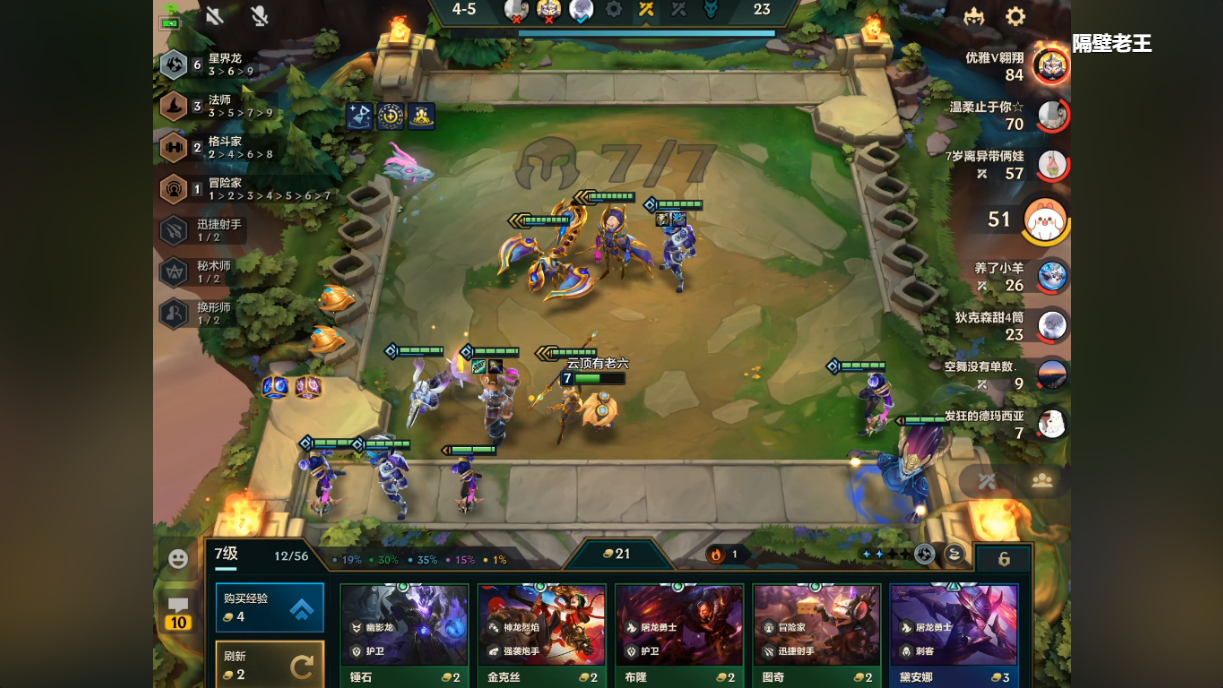 4-5
23
隔壁老王
6
星界龙
3 > 6 > 9
3
法师
3 > 5 > 7 > 9
2
格斗家
2 > 4 > 6 > 8
1
冒险家
1 > 2 > 3 > 4 > 5 > 6 > 7
迅捷射手
1 / 2
秘术师
1 / 2
换形师
1 / 2
7/7
优雅V翱翔
84
温柔止于你☆
70
7岁离异带俩娃
57
51
养了小羊
26
狄克森甜4筒
23
空舞没有单数.
9
发狂的德玛西亚
7
云顶有老六
7
7级
12/56
19%
30%
35%
15%
1%
21
1
6
10
购买经验
4
刷新
2
幽影龙
护卫
锤石
2
神龙烈焰
强袭炮手
金克丝
2
屠龙勇士
护卫
布隆
2
冒险家
迅捷射手
图奇
2
屠龙勇士
刺客
黛安娜
3